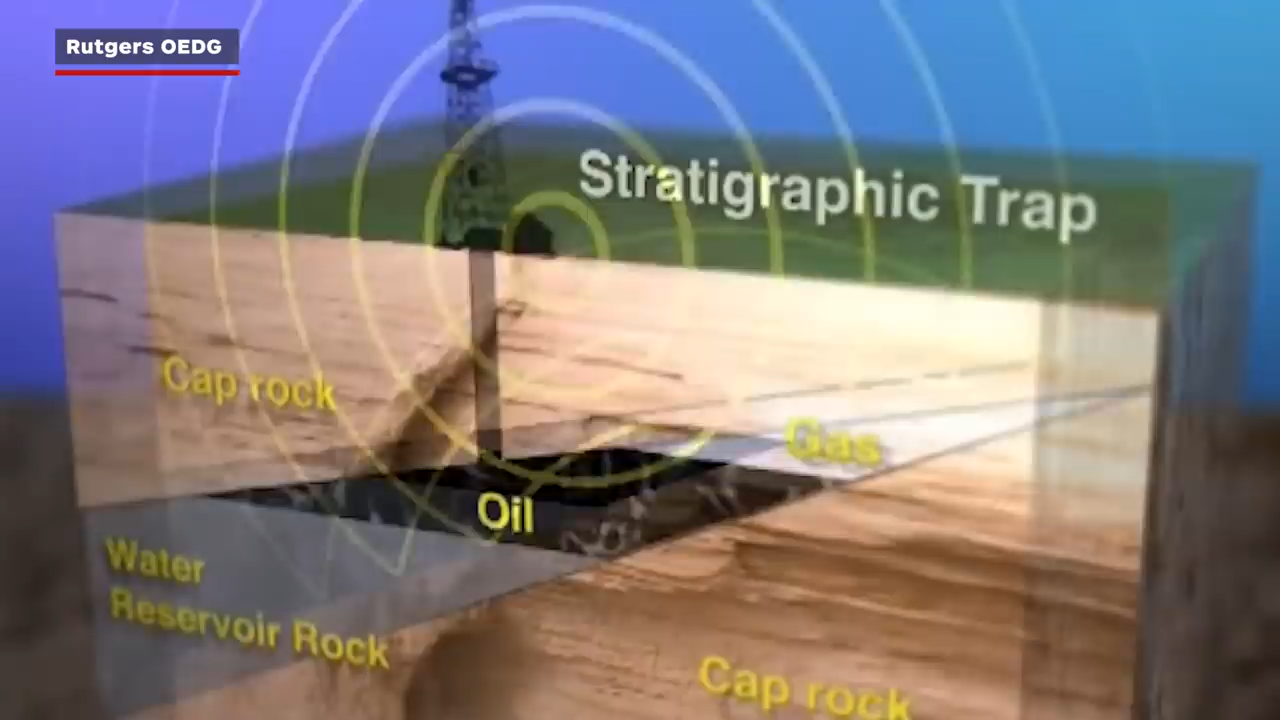 Rutgers OEDG
Stratigraphic Trap
Cap rock
Gas
Oil
Water
Reservoir Rock
Cap rock